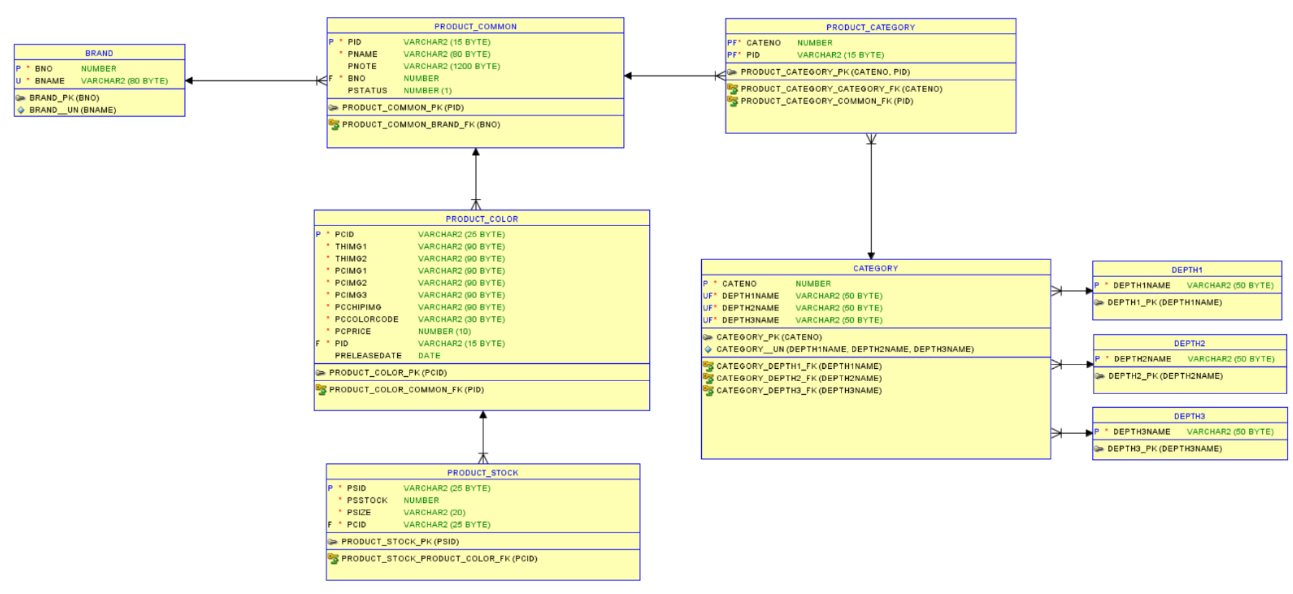 BRAND
P * BNO NUMBER
U * BNAME VARCHAR2 (80 BYTE)
BRAND_PK (BNO)
BRAND__UN (BNAME)
PRODUCT_COMMON
P * PID VARCHAR2 (15 BYTE)
* PNAME VARCHAR2 (80 BYTE)
PNOTE VARCHAR2 (1200 BYTE)
F * BNO NUMBER
PSTATUS NUMBER (1)
PRODUCT_COMMON_PK (PID)
PRODUCT_COMMON_BRAND_FK (BNO)
PRODUCT_CATEGORY
PF* CATENO NUMBER
PF* PID VARCHAR2 (15 BYTE)
PRODUCT_CATEGORY_PK (CATENO, PID)
PRODUCT_CATEGORY_CATEGORY_FK (CATENO)
PRODUCT_CATEGORY_COMMON_FK (PID)
PRODUCT_COLOR
P * PCID VARCHAR2 (25 BYTE)
* THIMG1 VARCHAR2 (90 BYTE)
* THIMG2 VARCHAR2 (90 BYTE)
* PCIMG1 VARCHAR2 (90 BYTE)
* PCIMG2 VARCHAR2 (90 BYTE)
* PCIMG3 VARCHAR2 (90 BYTE)
* PCCHIPIMG VARCHAR2 (90 BYTE)
* PCCOLORCODE VARCHAR2 (30 BYTE)
* PCPRICE NUMBER (10)
F * PID VARCHAR2 (15 BYTE)
PRELEASEDATE DATE
PRODUCT_COLOR_PK (PCID)
PRODUCT_COLOR_COMMON_FK (PID)
CATEGORY
P * CATENO NUMBER
UF* DEPTH1NAME VARCHAR2 (50 BYTE)
UF* DEPTH2NAME VARCHAR2 (50 BYTE)
UF* DEPTH3NAME VARCHAR2 (50 BYTE)
CATEGORY_PK (CATENO)
CATEGORY__UN (DEPTH1NAME, DEPTH2NAME, DEPTH3NAME)
CATEGORY_DEPTH1_FK (DEPTH1NAME)
CATEGORY_DEPTH2_FK (DEPTH2NAME)
CATEGORY_DEPTH3_FK (DEPTH3NAME)
DEPTH1
P * DEPTH1NAME VARCHAR2 (50 BYTE)
DEPTH1_PK (DEPTH1NAME)
DEPTH2
P * DEPTH2NAME VARCHAR2 (50 BYTE)
DEPTH2_PK (DEPTH2NAME)
DEPTH3
P * DEPTH3NAME VARCHAR2 (50 BYTE)
DEPTH3_PK (DEPTH3NAME)
PRODUCT_STOCK
P * PSID VARCHAR2 (25 BYTE)
* PSSTOCK NUMBER
* PSIZE VARCHAR2 (20)
F * PCID VARCHAR2 (25 BYTE)
PRODUCT_STOCK_PK (PSID)
PRODUCT_STOCK_PRODUCT_COLOR_FK (PCID)